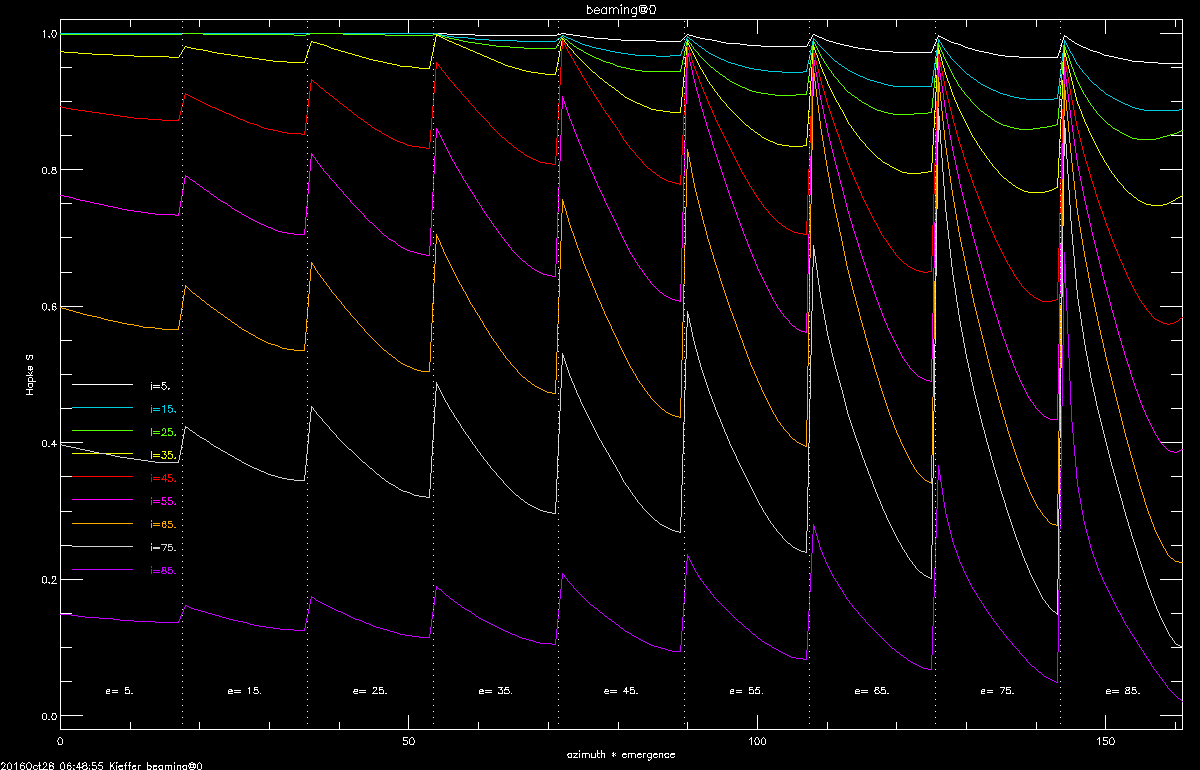 beaming@0
1.0
0.8
0.6
0.4
0.2
0.0
Hapke S
i=5.
i=15.
i=25.
i=35.
i=45.
i=55.
i=65.
i=75.
i=85.
e= 5. e= 15. e= 25. e= 35. e= 45. e= 55. e= 65. e= 75. e= 85.
0 50 100 150
azimuth * emergence
2016Oct26 06:48:55 Kieffer beaming@0